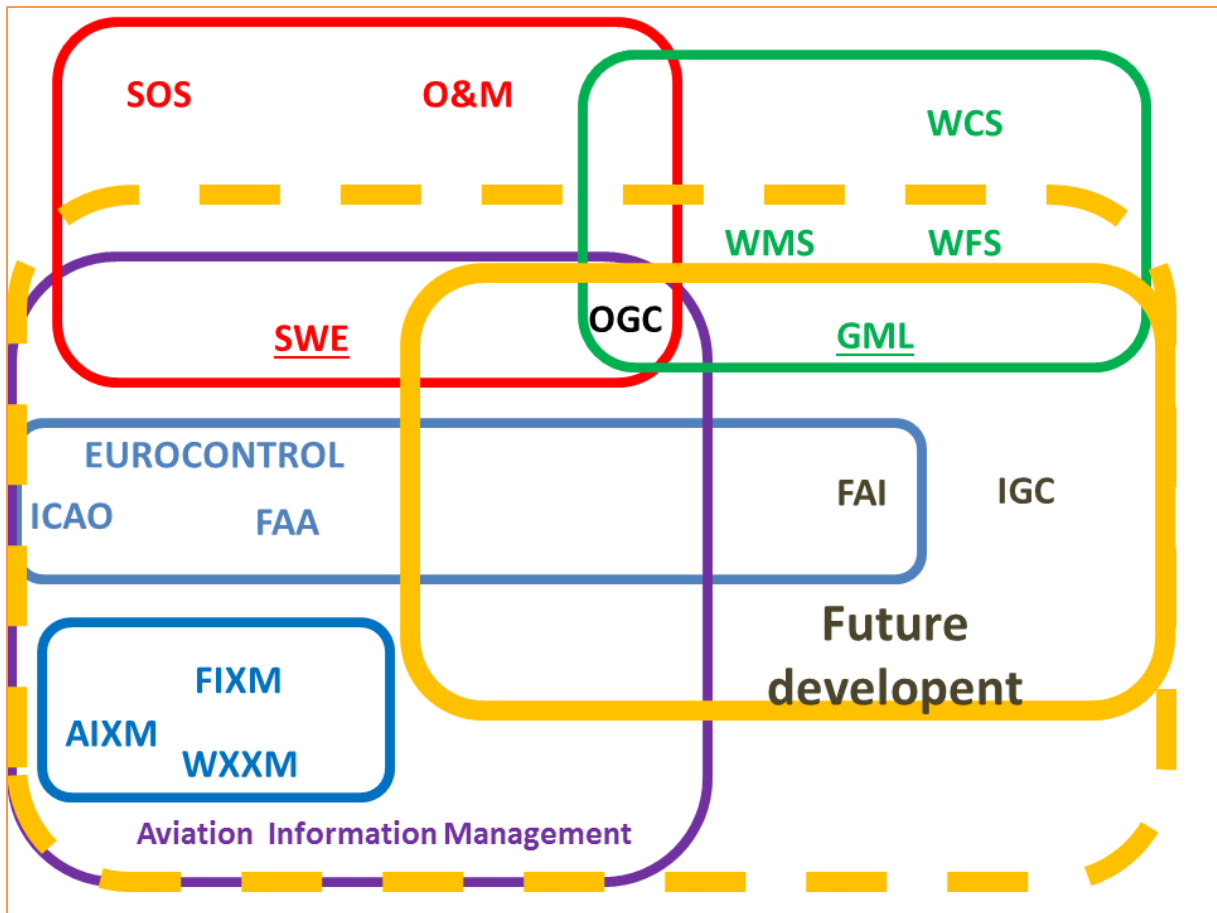 SOS
O&M
WCS
WMS
WFS
OGC
SWE
GML
EUROCONTROL
ICAO
FAA
FAI
IGC
Future
developent
FIXM
AIXM
WXXM
Aviation  Information Management